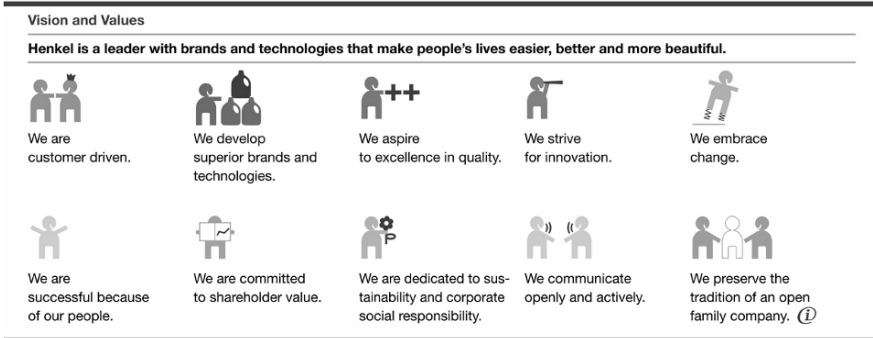 Vision and Values
Henkel is a leader with brands and technologies that make people's lives easier, better and more beautiful.
We are
customer driven.
We develop
superior brands and
technologies.
We aspire
to excellence in quality.
We strive
for innovation.
We embrace
change.
We are
successful because
of our people.
We are committed
to shareholder value.
We are dedicated to sus-
tainability and corporate
social responsibility.
We communicate
openly and actively.
We preserve the
tradition of an open
family company. i